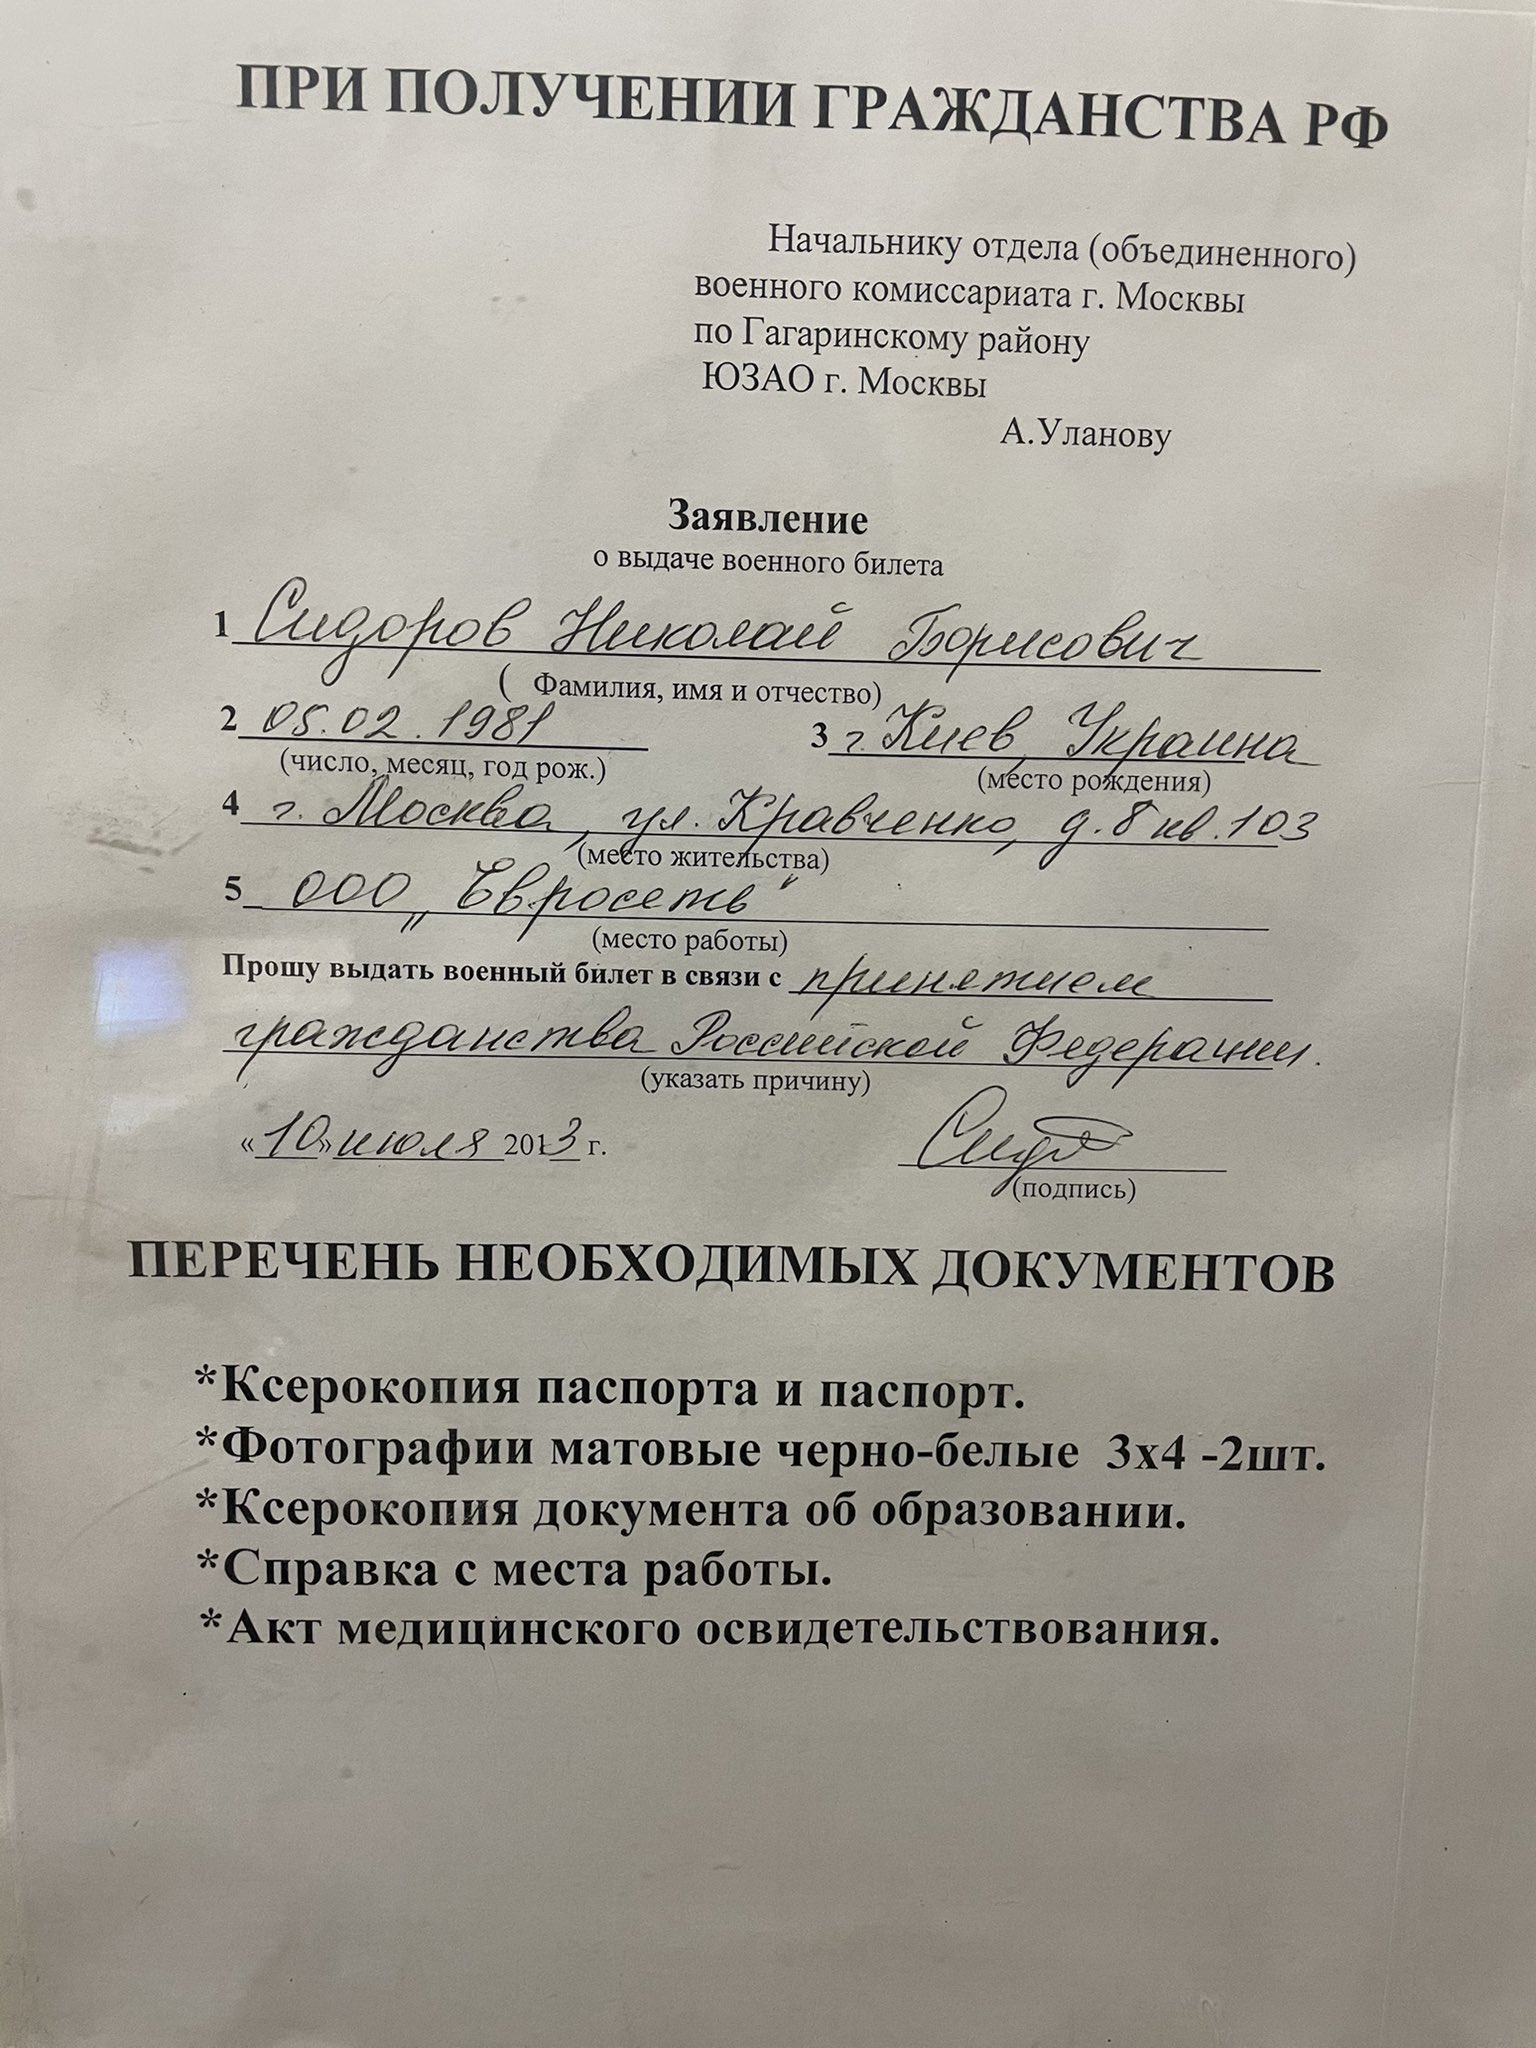 ПРИ ПОЛУЧЕНИИ ГРАЖДАНСТВА РФ
Начальнику отдела (объединенного)
военного комиссариата г. Москвы
по Гагаринскому району
ЮЗАО г. Москвы
А.Уланову
Заявление
о выдаче военного билета
1 Сидоров Николай Борисович
( Фамилия, имя и отчество)
2 05.02.1981 3 г. Киев, Украина
(число, месяц, год рож.) (место рождения)
4 г. Москва, ул. Кравченко, д. 8 кв. 103
(место жительства)
5 ООО „Евросеть“
(место работы)
Прошу выдать военный билет в связи с принятием
гражданства Российской Федерации.
(указать причину)
«10» июля 2013 г. Сид
(подпись)
ПЕРЕЧЕНЬ НЕОБХОДИМЫХ ДОКУМЕНТОВ
*Ксерокопия паспорта и паспорт.
*Фотографии матовые черно-белые 3х4 -2шт.
*Ксерокопия документа об образовании.
*Справка с места работы.
*Акт медицинского освидетельствования.